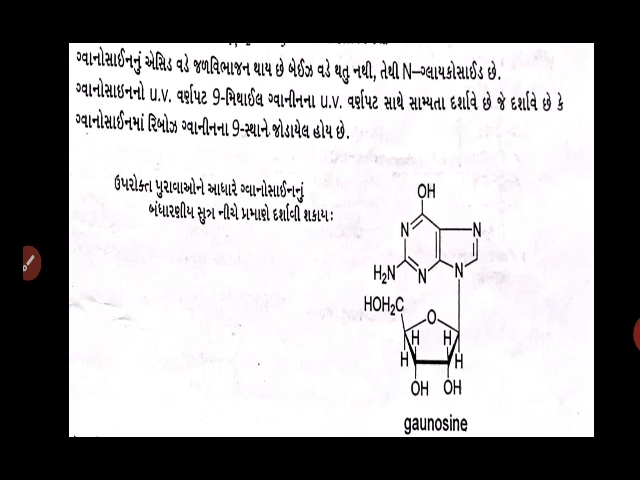 ગ્વાનોસાઈનનું એસિડ વડે જળવિભાજન થાય છે બેઈઝ વડે થતુ નથી, તેથી N–ગ્લાયકોસાઈડ છે.
ગ્વાનોસાઇનનો u.v. વર્ણપટ 9-મિથાઈલ ગ્વાનીનના u.v. વર્ણપટ સાથે સામ્યતા દર્શાવે છે જે દર્શાવે છે કે
ગ્વાનોસાઈનમાં રિબોઝ ગ્વાનીનના 9-સ્થાને જોડાયેલ હોય છે.
ઉપરોક્ત પુરાવાઓને આધારે ગ્વાનોસાઈનનું
બંધારણીય સુત્ર નીચે પ્રમાણે દર્શાવી શકાયઃ
OH
N N
H₂N N N
HOH₂C O
H H
H H
OH OH
gaunosine